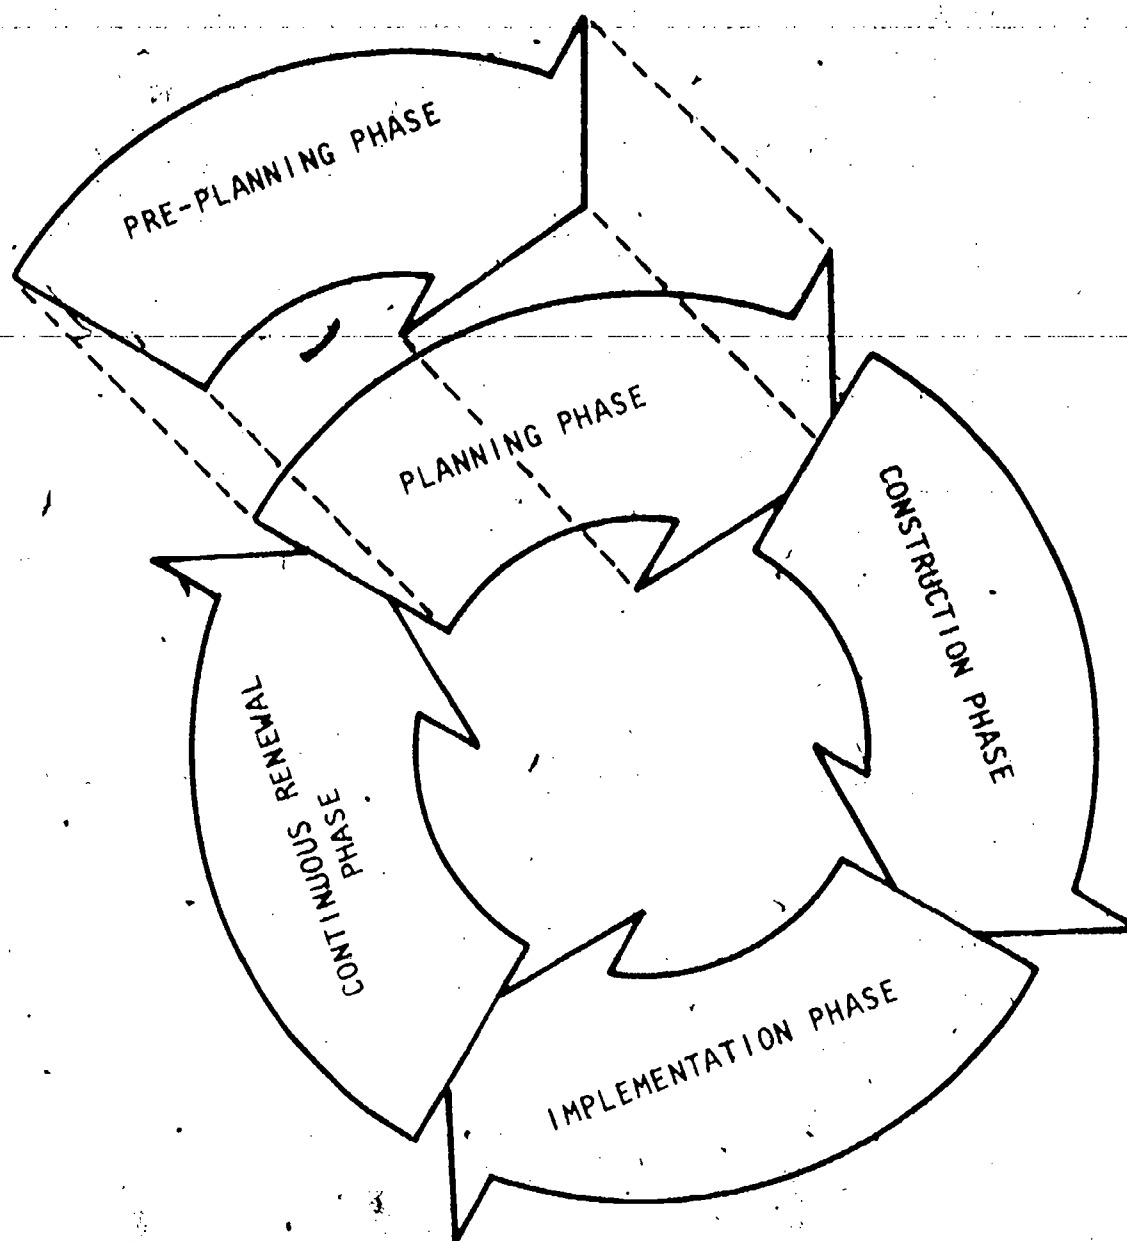 PRE-PLANNING PHASE
PLANNING PHASE
CONSTRUCTION PHASE
IMPLEMENTATION PHASE
CONTINUOUS RENEWAL
PHASE